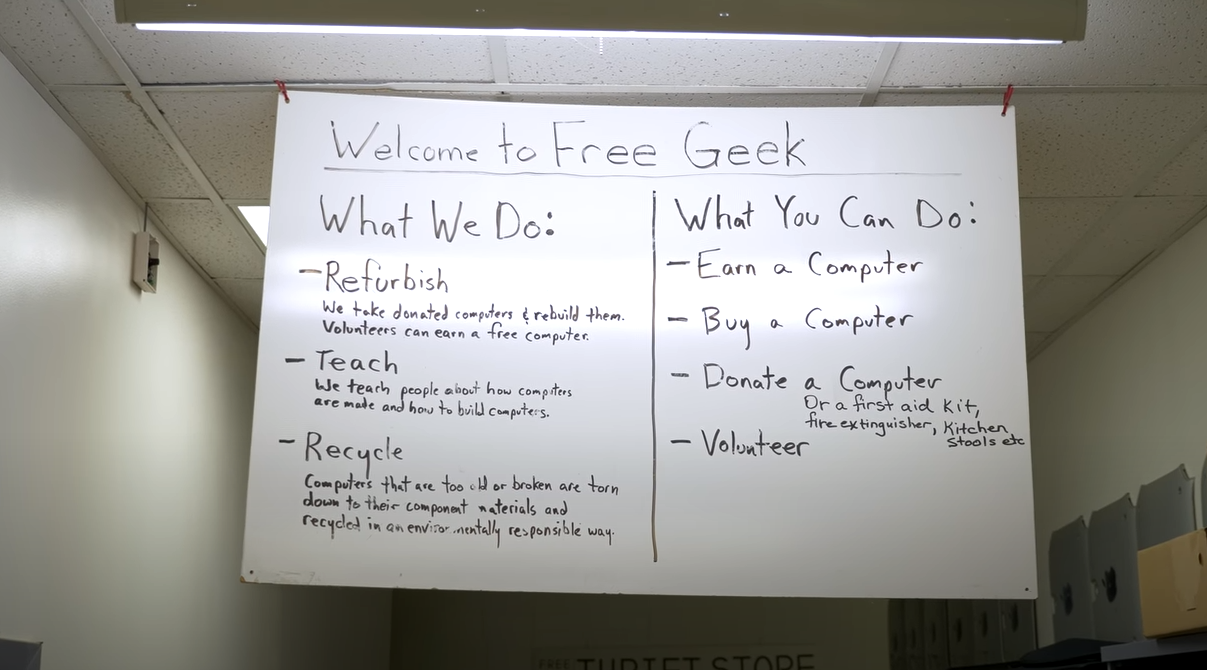 Welcome to Free Geek
What We Do:
- Refurbish
We take donated computers & rebuild them.
Volunteers can earn a free computer.
- Teach
We teach people about how computers
are made and how to build computers.
- Recycle
Computers that are too old or broken are torn
down to their component materials and
recycled in an environmentally responsible way.
What You Can Do:
- Earn a Computer
- Buy a Computer
- Donate a Computer
Or a first aid Kit,
fire extinguisher, Kitchen
Stools etc
- Volunteer
FREE THRIFT STORE